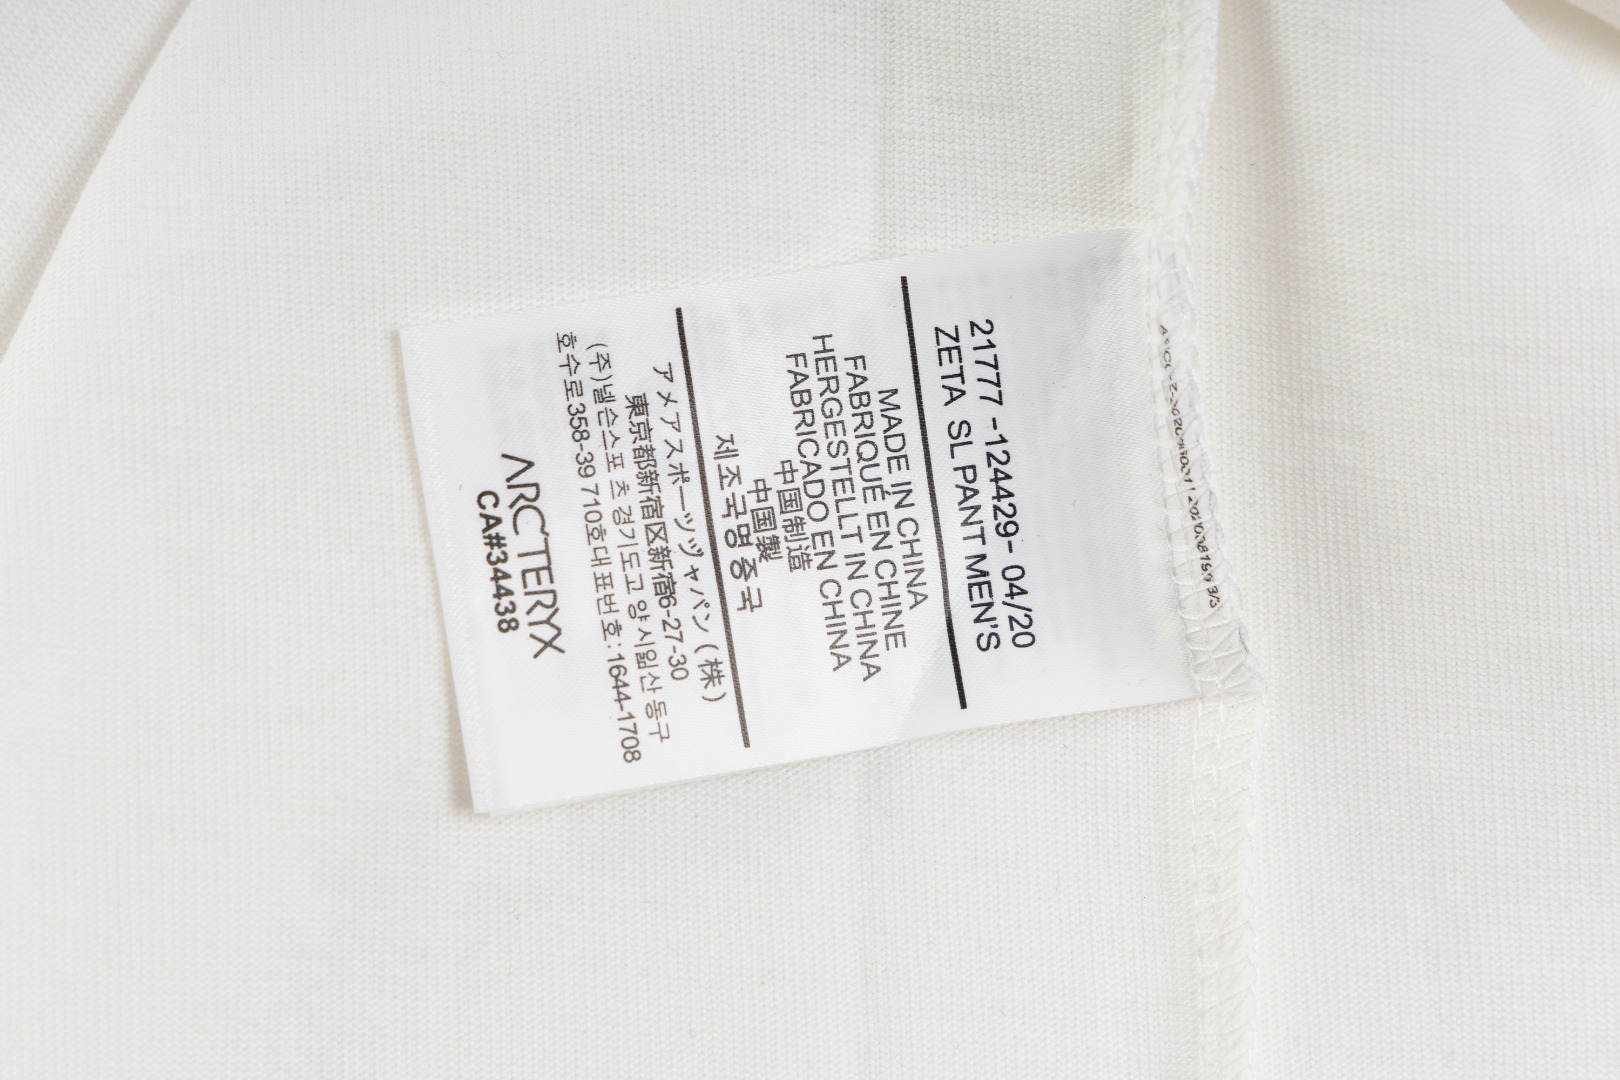 21777 -124429- 04/20
ZETA SL PANT MEN'S
MADE IN CHINA
FABRIQUÉ EN CHINE
HERGESTELLT IN CHINA
FABRICADO EN CHINA
中国制造
中国製
제조국명 중국
アメアスポーツジャパン（株）
東京都新宿区新宿6-27-30
(주)넬슨스포 츠 경기도고 양시일산 동구
호수로358-39 710호대표번호:1644-1708
ARC'TERYX
CA#34438